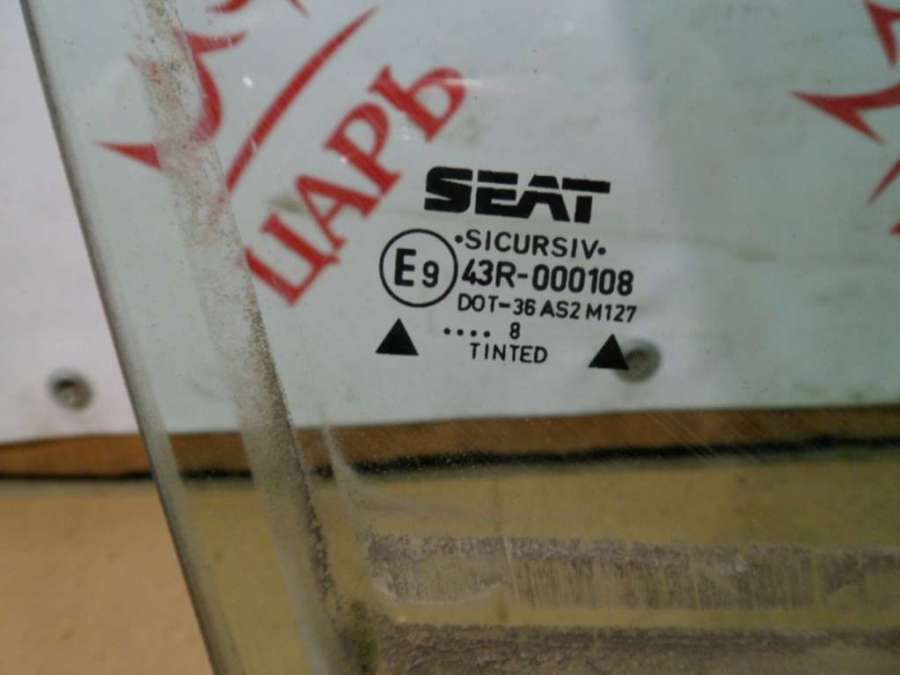 ЦАРЬ
SEAT
•SICURSIV•
E9 43R-000108
DOT-36 AS2 M127
.... 8
TINTED